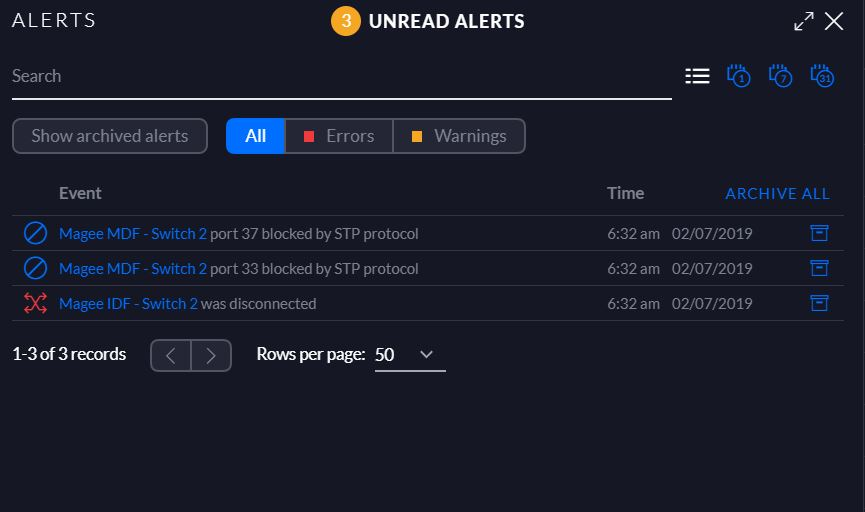 ALERTS
3 UNREAD ALERTS
Search
1 7 31
Show archived alerts All Errors Warnings
Event Time ARCHIVE ALL
Magee MDF - Switch 2 port 37 blocked by STP protocol 6:32 am 02/07/2019
Magee MDF - Switch 2 port 33 blocked by STP protocol 6:32 am 02/07/2019
Magee IDF - Switch 2 was disconnected 6:32 am 02/07/2019
1-3 of 3 records Rows per page: 50